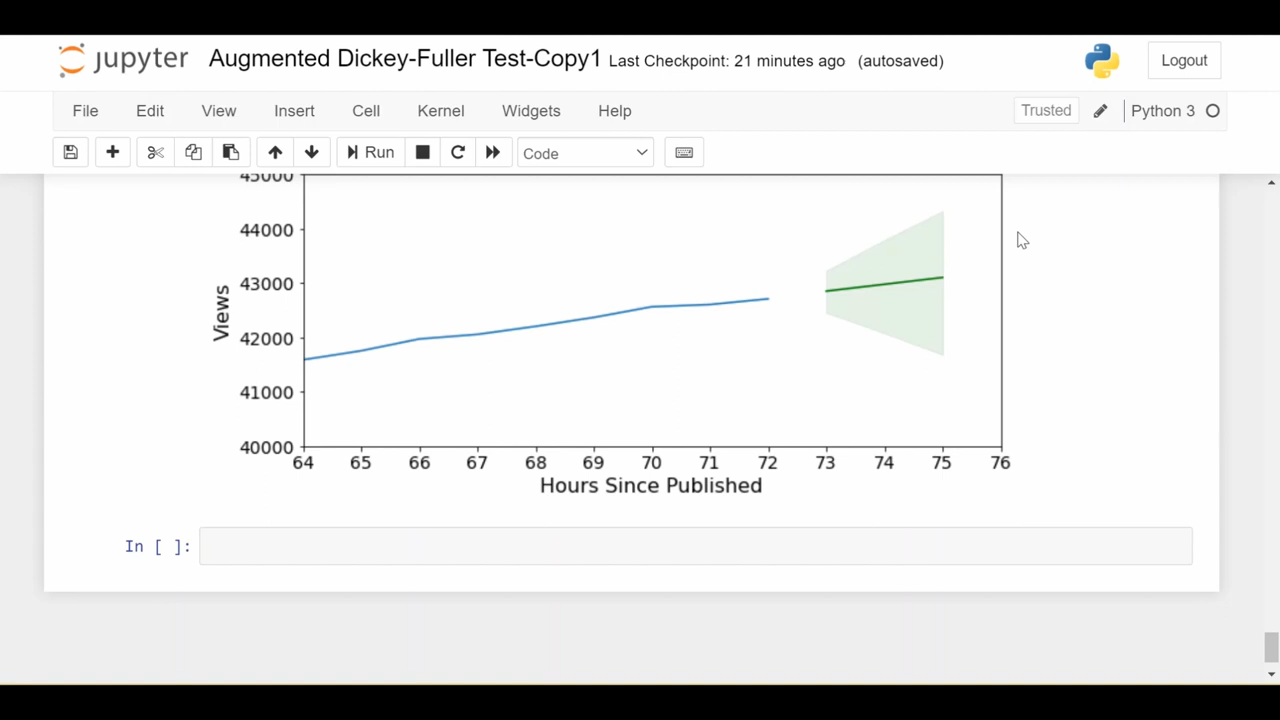 jupyter Augmented Dickey-Fuller Test-Copy1 Last Checkpoint: 21 minutes ago (autosaved)
Logout
File Edit View Insert Cell Kernel Widgets Help
Trusted Python 3
Run Code
45000
44000
43000
42000
41000
40000
Views
64 65 66 67 68 69 70 71 72 73 74 75 76
Hours Since Published
In [ ]: